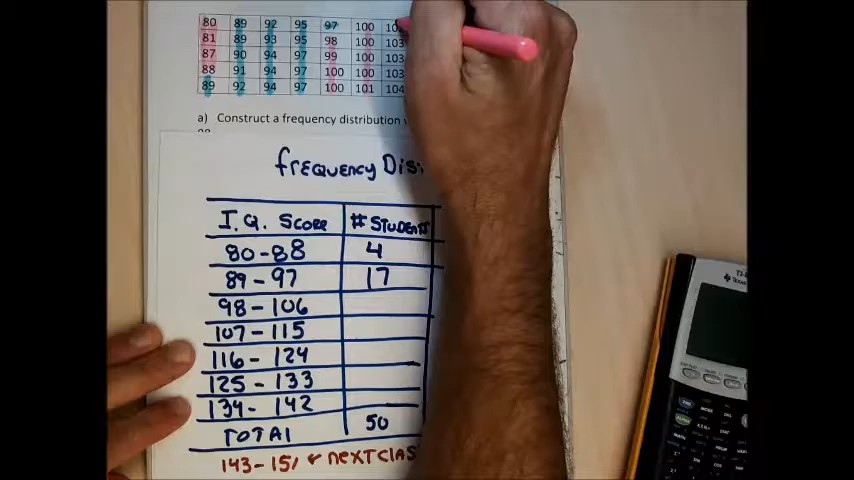 80 89 92 95 97 100
81 89 93 95 98 100 103
87 90 94 97 99 100 103
88 91 94 97 100 100 103
89 92 94 97 100 101 104
a) Construct a frequency distribution
frequency
I.Q. Score # Student
80-88 4
89-97 17
98-106
107-115
116-124
125-133
134-142
TOTAl 50
143-151 next